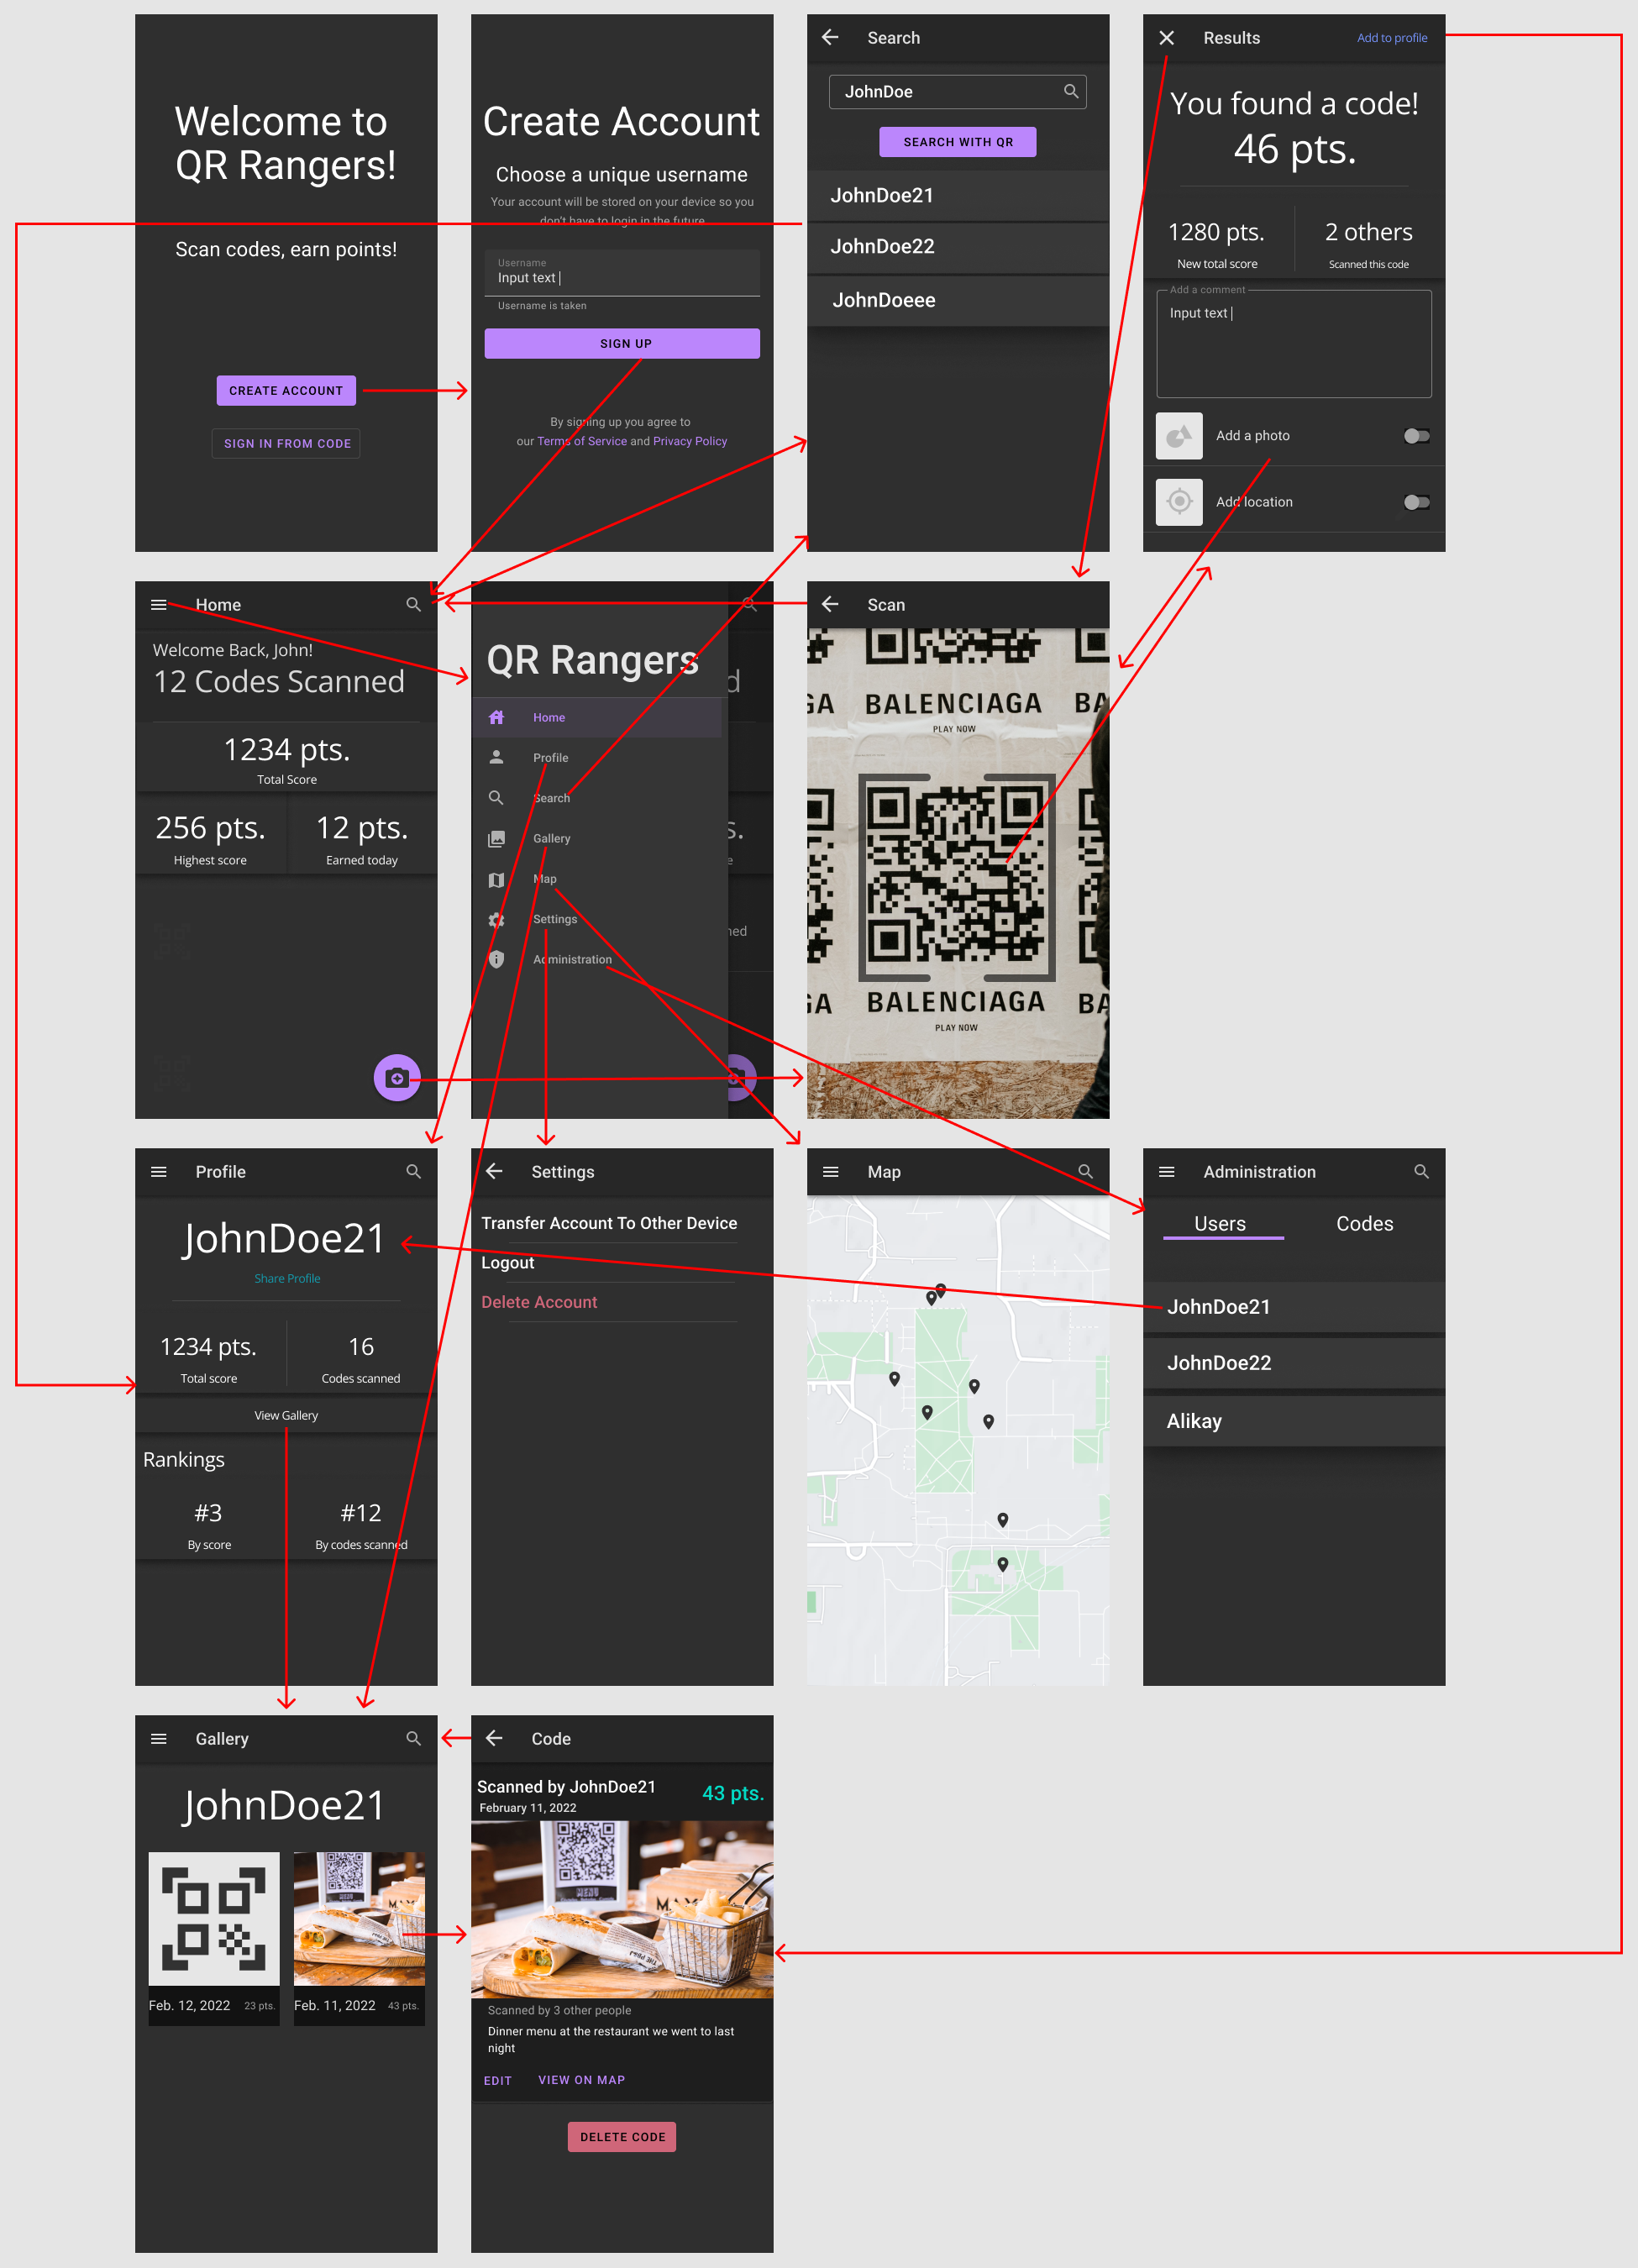 Welcome to
QR Rangers!
Scan codes, earn points!
CREATE ACCOUNT
SIGN IN FROM CODE
Create Account
Choose a unique username
Your account will be stored on your device so you
don't have to login in the future
Username
Input text
Username is taken
SIGN UP
By signing up you agree to
our Terms of Service and Privacy Policy
Search
JohnDoe
SEARCH WITH QR
JohnDoe21
JohnDoe22
JohnDoeee
Results
Add to profile
You found a code!
46 pts.
1280 pts.
New total score
2 others
Scanned this code
Add a comment
Input text
Add a photo
Add location
Home
Welcome Back, John!
12 Codes Scanned
1234 pts.
Total Score
256 pts.
Highest score
12 pts.
Earned today
QR Rangers
Home
Profile
Search
Gallery
Map
Settings
Administration
d
s.
e
ned
Scan
GA
BALENCIAGA
BA
PLAY NOW
GA
BALENCIAGA
BA
PLAY NOW
Profile
JohnDoe21
Share Profile
1234 pts.
Total score
16
Codes scanned
View Gallery
Rankings
#3
By score
#12
By codes scanned
Settings
Transfer Account To Other Device
Logout
Delete Account
Map
Administration
Users
Codes
JohnDoe21
JohnDoe22
Alikay
Gallery
JohnDoe21
MENU
Feb. 12, 2022
23 pts.
Feb. 11, 2022
43 pts.
Code
Scanned by JohnDoe21
February 11, 2022
43 pts.
MENU
Scanned by 3 other people
Dinner menu at the restaurant we went to last
night
EDIT
VIEW ON MAP
DELETE CODE